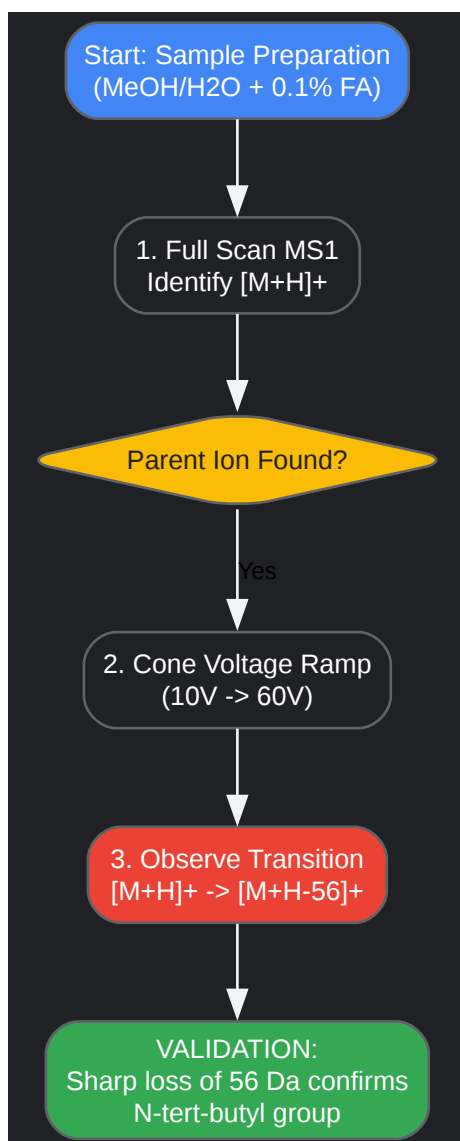 Start: Sample Preparation
(MeOH/H2O + 0.1% FA)
1. Full Scan MS1
Identify [M+H]+
Parent Ion Found?
Yes
2. Cone Voltage Ramp
(10V -> 60V)
3. Observe Transition
[M+H]+ -> [M+H-56]+
VALIDATION:
Sharp loss of 56 Da confirms
N-tert-butyl group